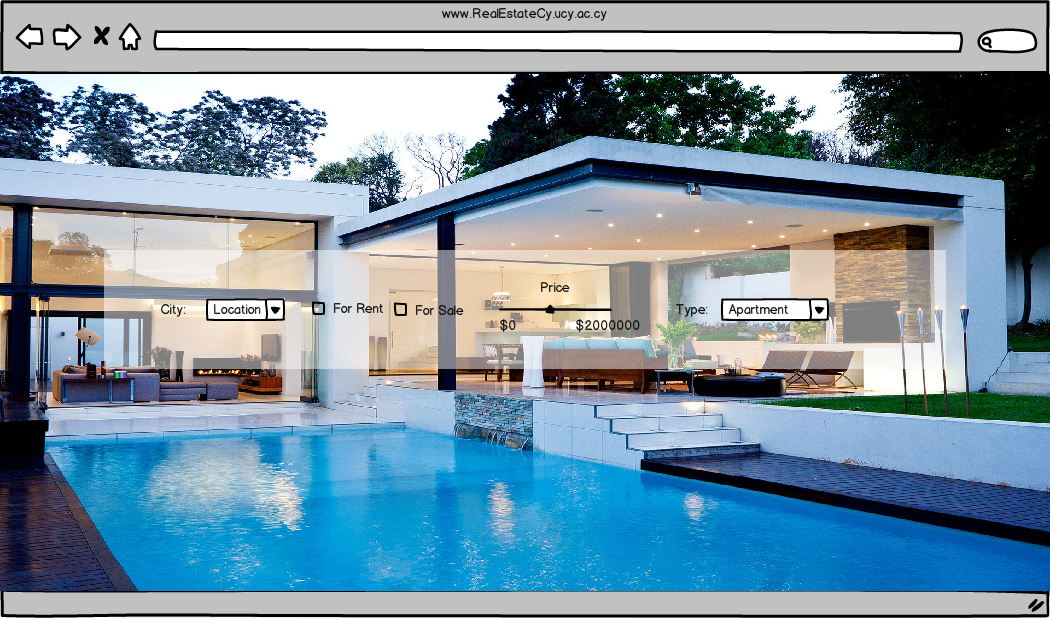 www.RealEstateCy.ucy.ac.cy
Price
City: Location For Rent For Sale Type: Apartment
$0 $2000000